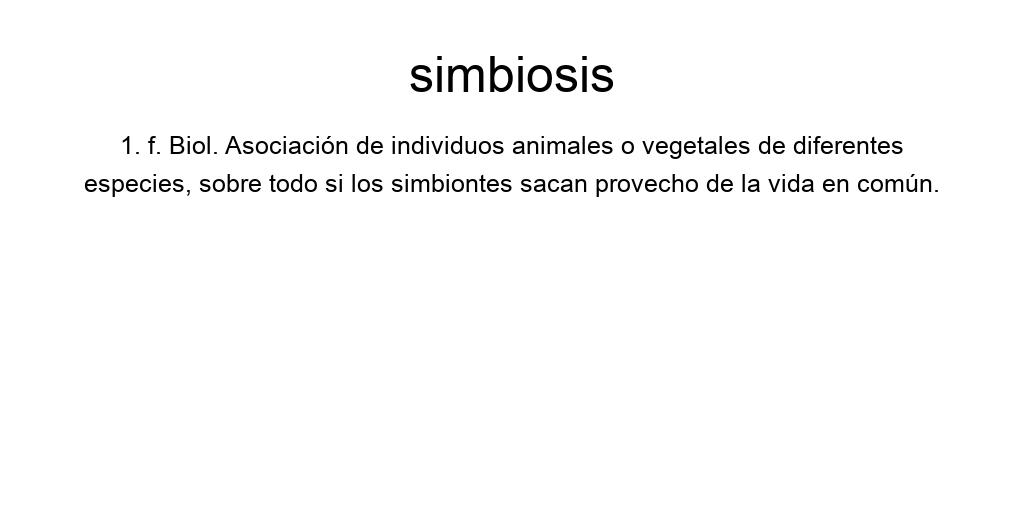 simbiosis
1. f. Biol. Asociación de individuos animales o vegetales de diferentes
especies, sobre todo si los simbiontes sacan provecho de la vida en común.